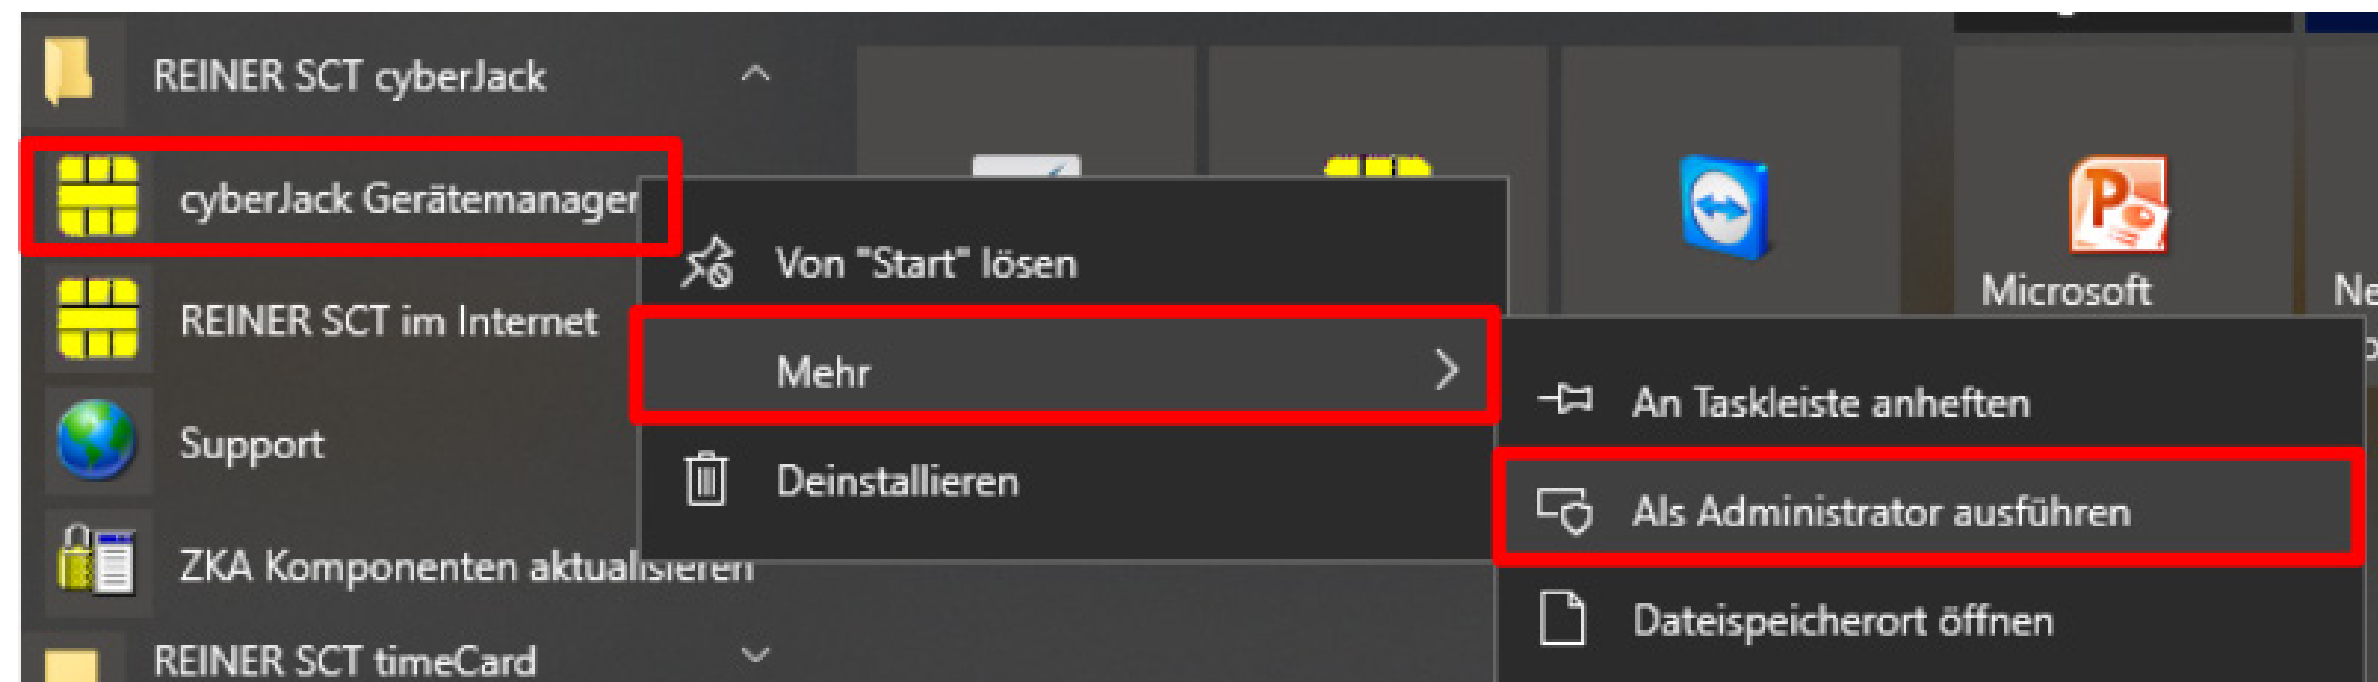 REINER SCT cyberJack
cyberJack Gerätemanager
REINER SCT im Internet
Support
ZKA Komponenten aktualisieren
REINER SCT timeCard
Von "Start" lösen
Mehr
Deinstallieren
An Taskleiste anheften
Als Administrator ausführen
Dateispeicherort öffnen
Microsoft
Ne